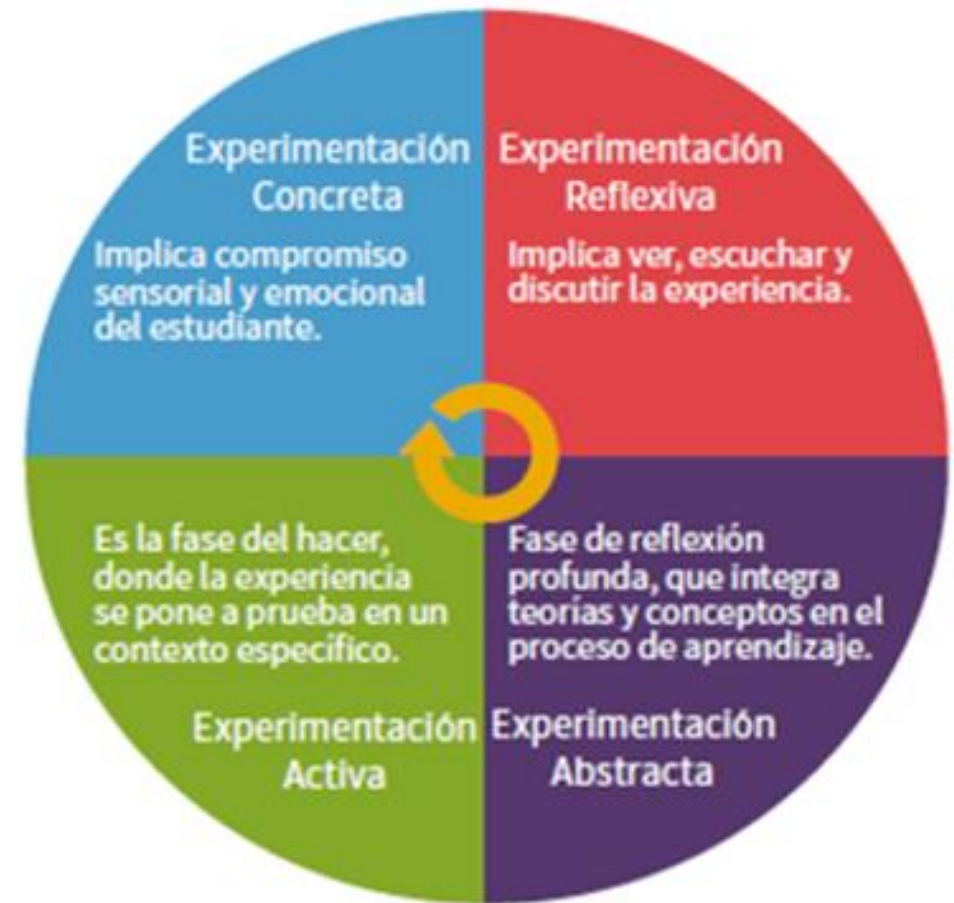 Experimentación
Concreta
Implica compromiso
sensorial y emocional
del estudiante.
Experimentación
Reflexiva
Implica ver, escuchar y
discutir la experiencia.
Es la fase del hacer,
donde la experiencia
se pone a prueba en un
contexto específico.
Experimentación
Activa
Fase de reflexión
profunda, que integra
teorías y conceptos en el
proceso de aprendizaje.
Experimentación
Abstracta